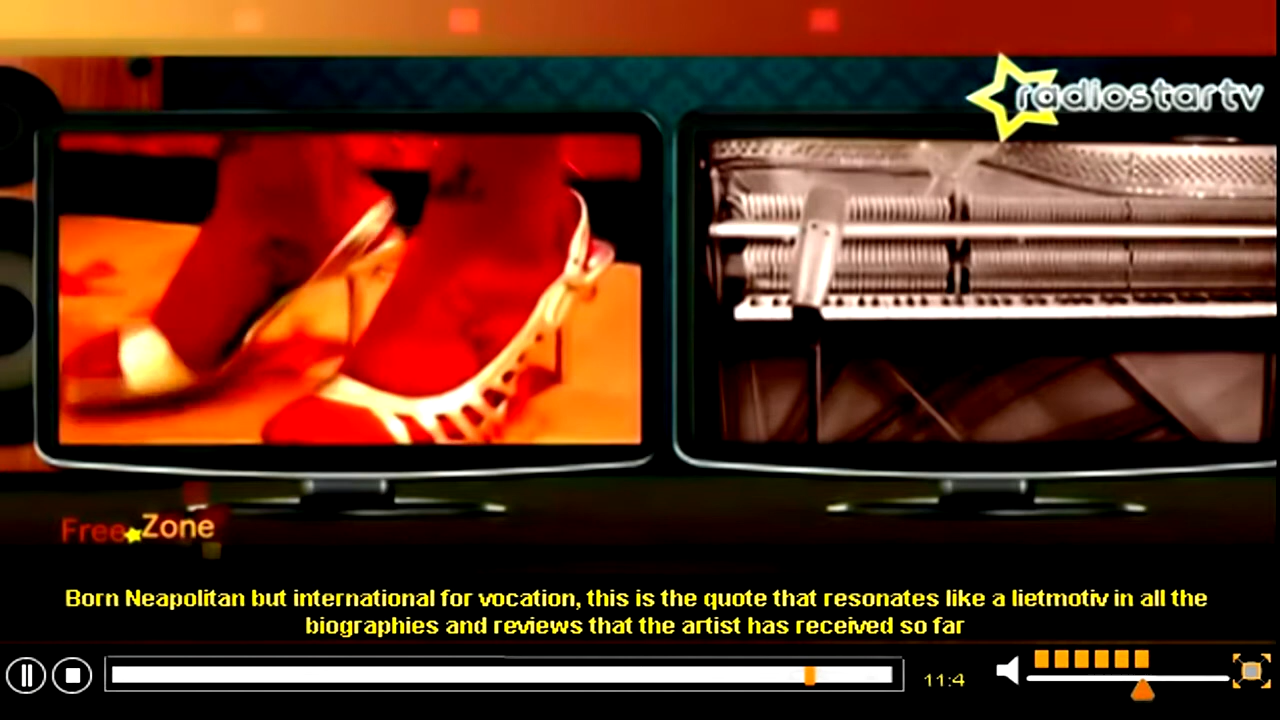 radiostartv
Free Zone
Born Neapolitan but international for vocation, this is the quote that resonates like a lietmotiv in all the
biographies and reviews that the artist has received so far
11:4